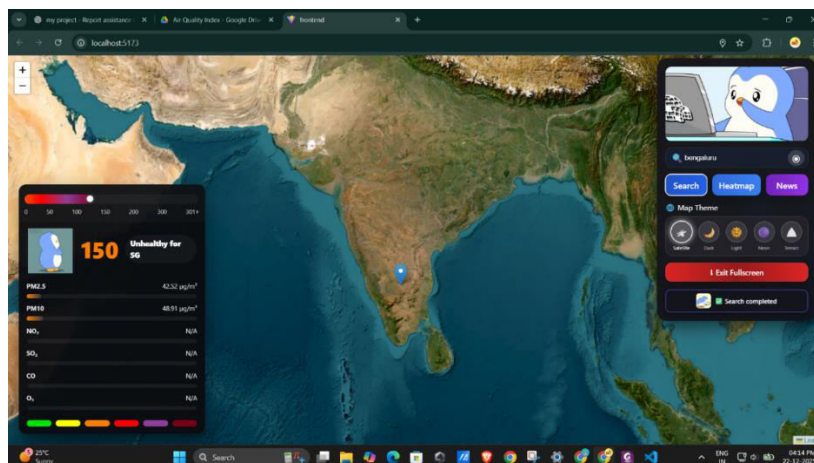 my project - Report assistance
Air Quality Index - Google Drive
frontend
localhost:5173
+
−
bengaluru
Search
Heatmap
News
Map Theme
Satellite
Dark
Light
Neon
Terrain
Exit Fullscreen
Search completed
0 50 100 150 200 300 301+
150
Unhealthy for
SG
PM2.5 42.52 µg/m³
PM10 48.91 µg/m³
NO₂ N/A
SO₂ N/A
CO N/A
O₃ N/A
25°C
Sunny
Search
ENG
IN
04:14 PM